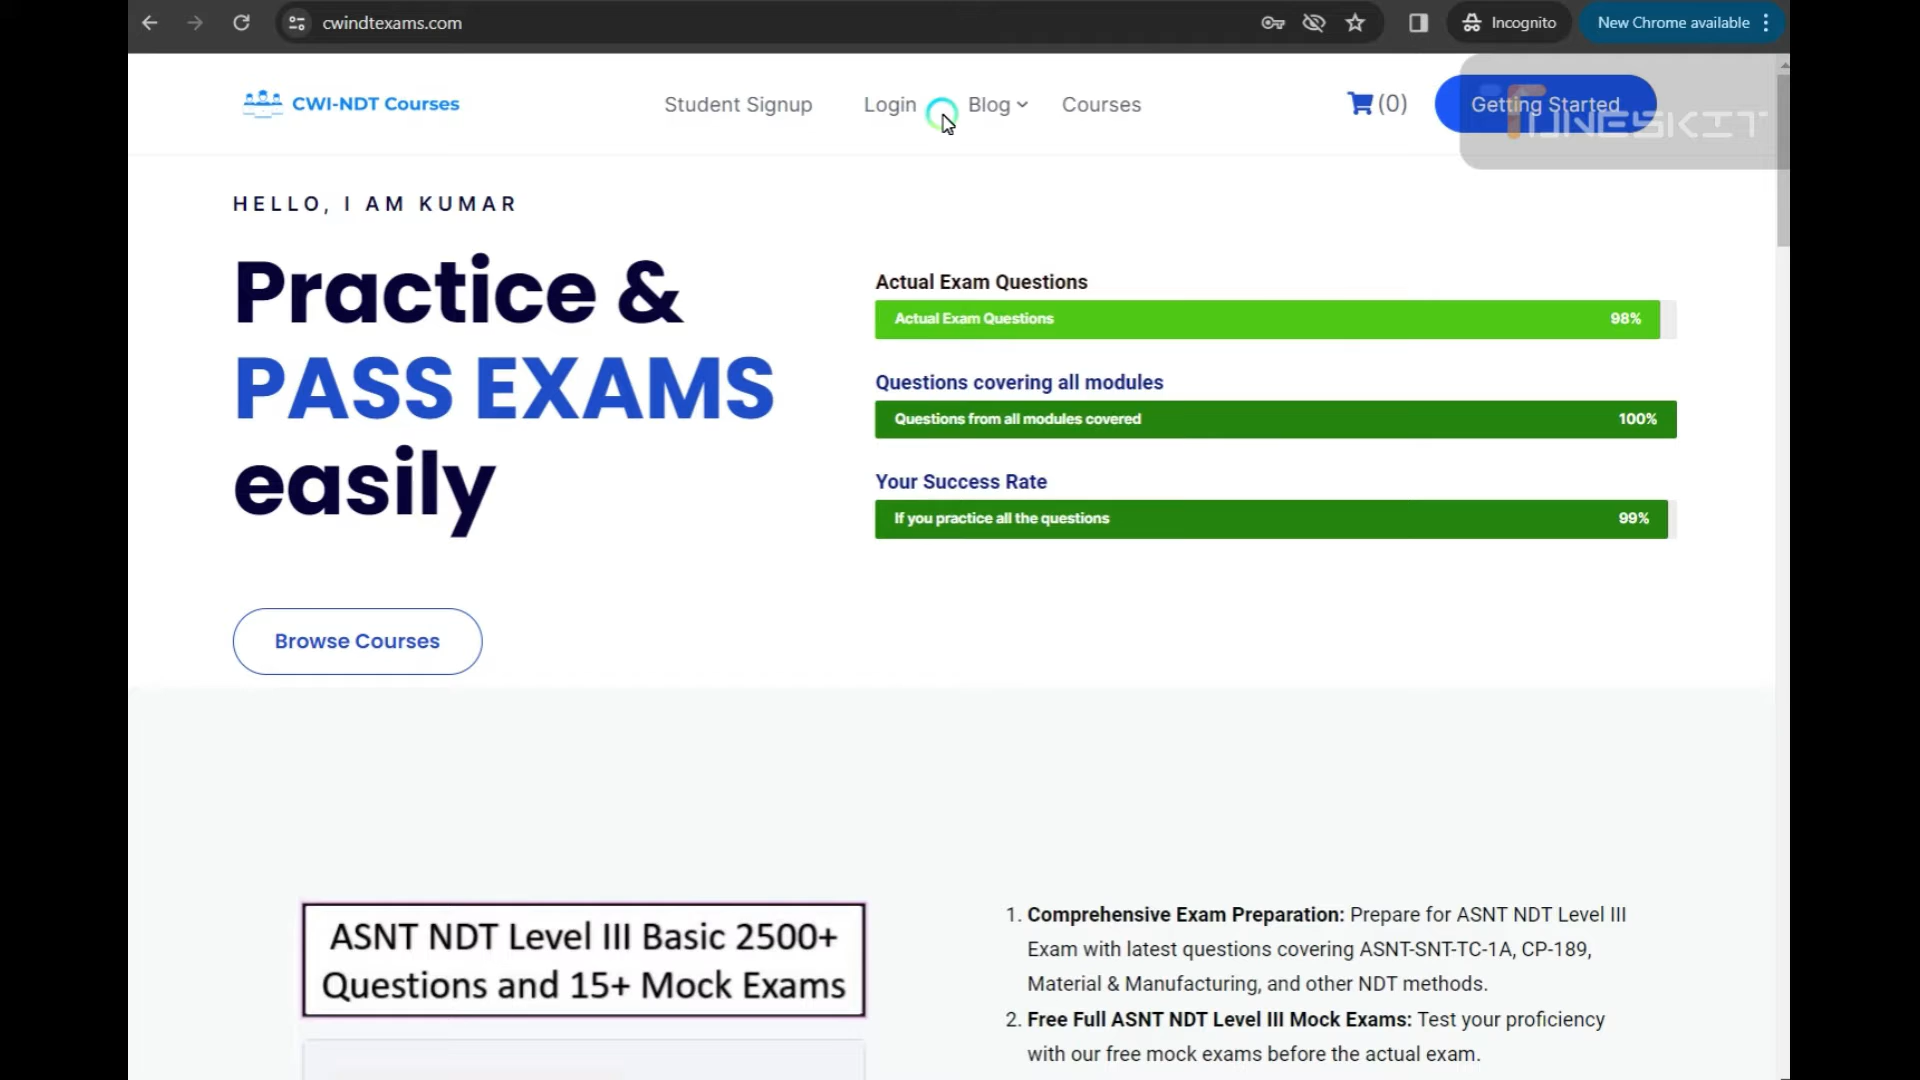 cwindtexams.com
Incognito
New Chrome available
CWI-NDT Courses
Student Signup
Login
Blog
Courses
(0)
Getting Started
TUNESKIT
HELLO, I AM KUMAR
Practice &
PASS EXAMS
easily
Actual Exam Questions
Actual Exam Questions 98%
Questions covering all modules
Questions from all modules covered 100%
Your Success Rate
If you practice all the questions 99%
Browse Courses
ASNT NDT Level III Basic 2500+
Questions and 15+ Mock Exams
1. Comprehensive Exam Preparation: Prepare for ASNT NDT Level III
Exam with latest questions covering ASNT-SNT-TC-1A, CP-189,
Material & Manufacturing, and other NDT methods.
2. Free Full ASNT NDT Level III Mock Exams: Test your proficiency
with our free mock exams before the actual exam.